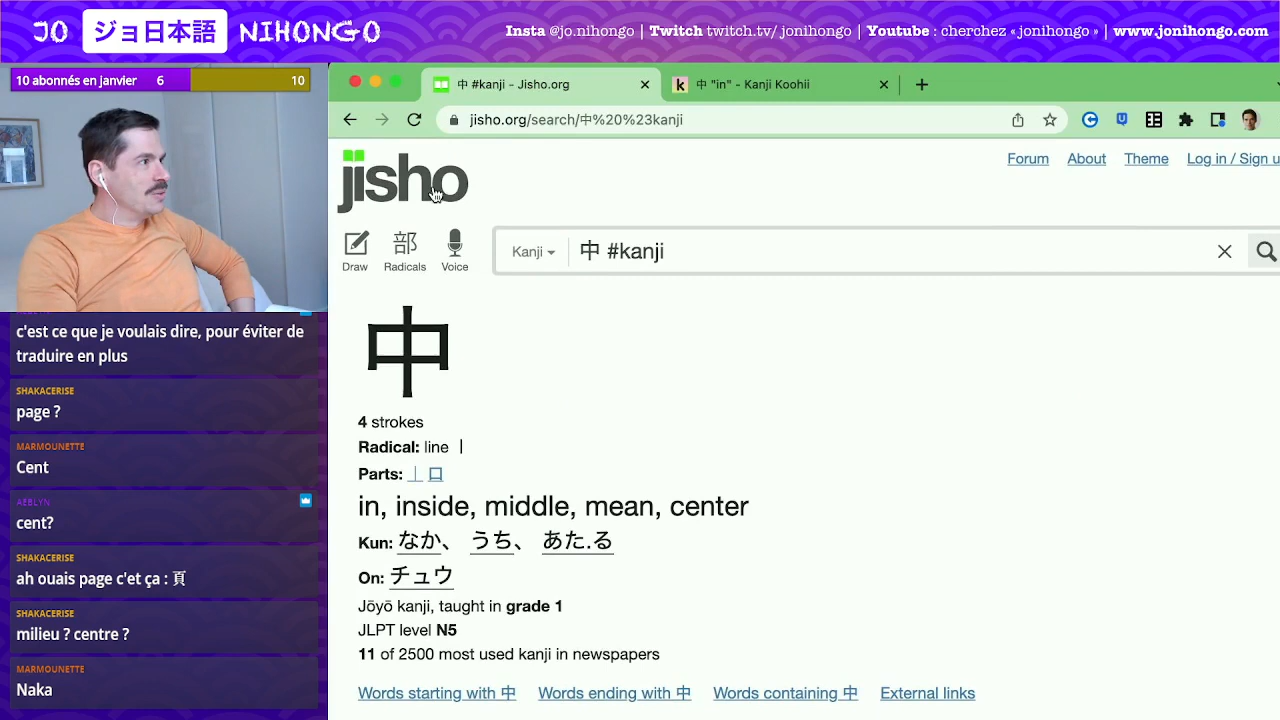 JO ジョ日本語 NIHONGO
Insta @jo.nihongo | Twitch twitch.tv/ jonihongo | Youtube : cherchez « jonihongo » | www.jonihongo.com
10 abonnés en janvier 6 10
中 #kanji – Jisho.org
k 中 "in" - Kanji Koohii
jisho.org/search/中%20%23kanji
Forum About Theme Log in / Sign u
jisho
Draw
部 Radicals
Voice
Kanji
中 #kanji
中
4 strokes
Radical: line 丨
Parts: ｜ 口
in, inside, middle, mean, center
Kun: なか、 うち、 あた.る
On: チュウ
Jōyō kanji, taught in grade 1
JLPT level N5
11 of 2500 most used kanji in newspapers
Words starting with 中 Words ending with 中 Words containing 中 External links
c'est ce que je voulais dire, pour éviter de
traduire en plus
SHAKACERISE
page ?
MARMOUNETTE
Cent
AEBLYN
cent?
SHAKACERISE
ah ouais page c'et ça : 頁
SHAKACERISE
milieu ? centre ?
MARMOUNETTE
Naka